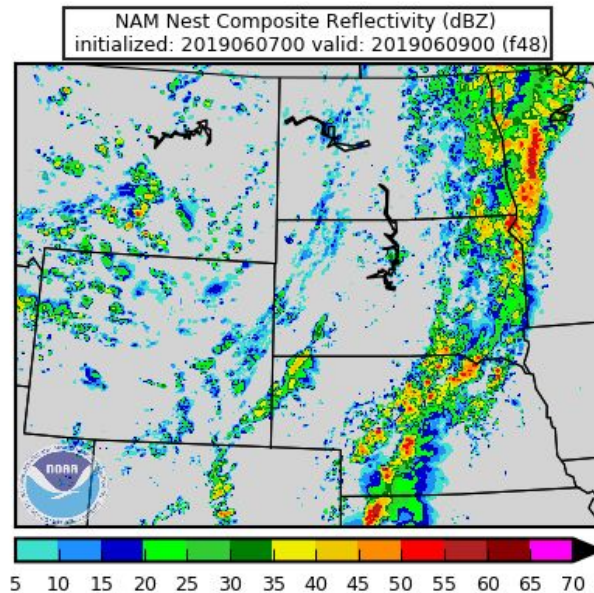 NAM Nest Composite Reflectivity (dBZ)
initialized: 2019060700 valid: 2019060900 (f48)
NOAA
5 10 15 20 25 30 35 40 45 50 55 60 65 70